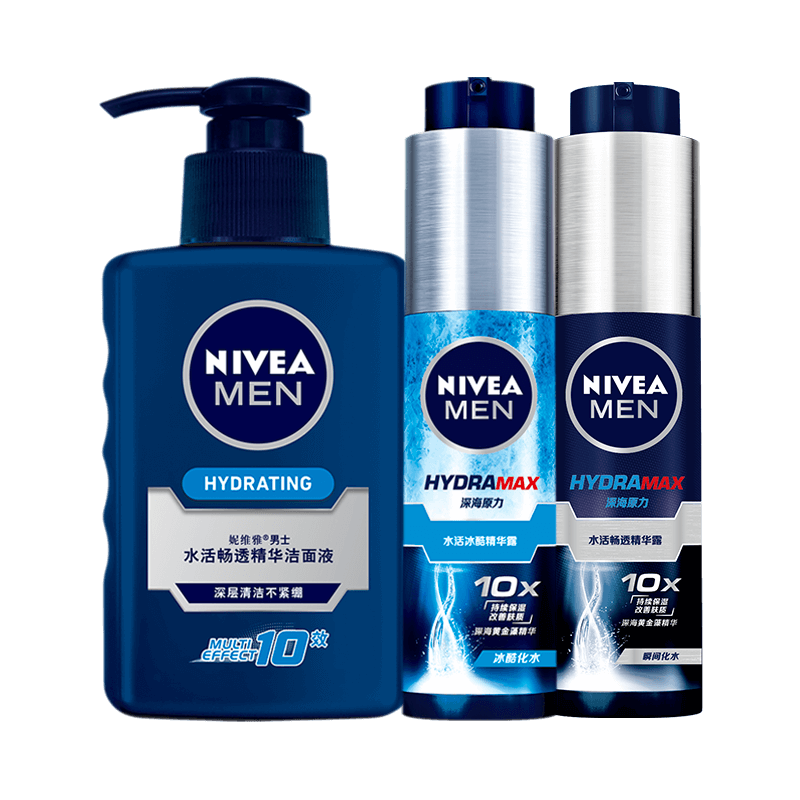 NIVEA
MEN
HYDRATING
妮维雅®男士
水活畅透精华洁面液
深层清洁不紧绷
MULTI
EFFECT 10效
NIVEA
MEN
HYDRAMAX
深海原力
水活冰酷精华露
10X
持续保湿
改善肤质
深海黄金藻精华
冰酷化水
NIVEA
MEN
HYDRAMAX
深海原力
水活畅透精华露
10X
持续保湿
改善肤质
深海黄金藻精华
瞬间化水